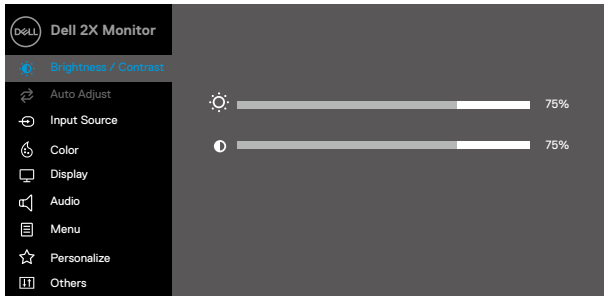 DELL Dell 2X Monitor
Brightness / Contrast
Auto Adjust
75%
Input Source
Color
75%
Display
Audio
Menu
Personalize
Others